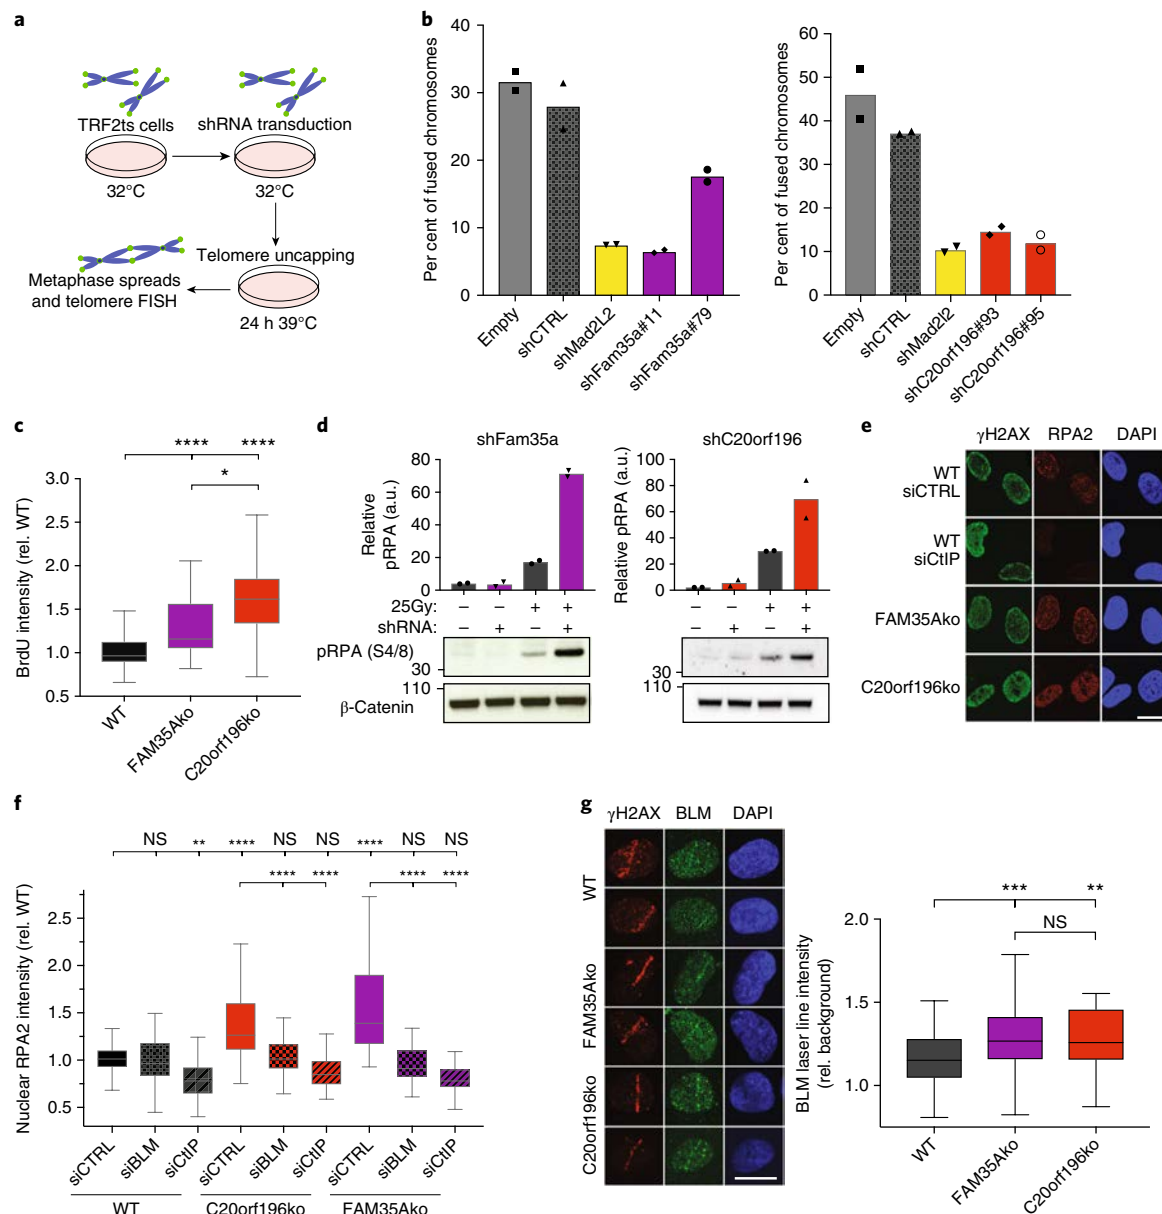 a
TRF2ts cells
shRNA transduction
32°C
32°C
Telomere uncapping
Metaphase spreads
and telomere FISH
24 h 39°C
b
Per cent of fused chromosomes
40
30
20
10
0
Empty
shCTRL
shMad2L2
shFam35a#11
shFam35a#79
Per cent of fused chromosomes
60
50
40
30
20
10
0
Empty
shCTRL
shMad2l2
shC20orf196#93
shC20orf196#95
c
**** ****
*
BrdU intensity (rel. WT)
3.0
2.5
2.0
1.5
1.0
0.5
WT
FAM35Ako
C20orf196ko
d
shFam35a
Relative
pRPA (a.u.)
80
60
40
20
0
shC20orf196
Relative pRPA (a.u.)
100
80
60
40
20
0
25Gy: – – + + – – + +
shRNA: – + – + – + – +
pRPA (S4/8)
30
30
110
110
β-Catenin
e
γH2AX RPA2 DAPI
WT
siCTRL
WT
siCtIP
FAM35Ako
C20orf196ko
f
NS ** **** NS NS **** NS NS
**** **** **** ****
Nuclear RPA2 intensity (rel. WT)
2.5
2.0
1.5
1.0
0.5
siCTRL
siBLM
siCtIP
siCTRL
siBLM
siCtIP
siCTRL
siBLM
siCtIP
WT
C20orf196ko
FAM35Ako
g
γH2AX BLM DAPI
WT
FAM35Ako
C20orf196ko
*** **
NS
BLM laser line intensity
(rel. background)
2.0
1.5
1.0
WT
FAM35Ako
C20orf196ko